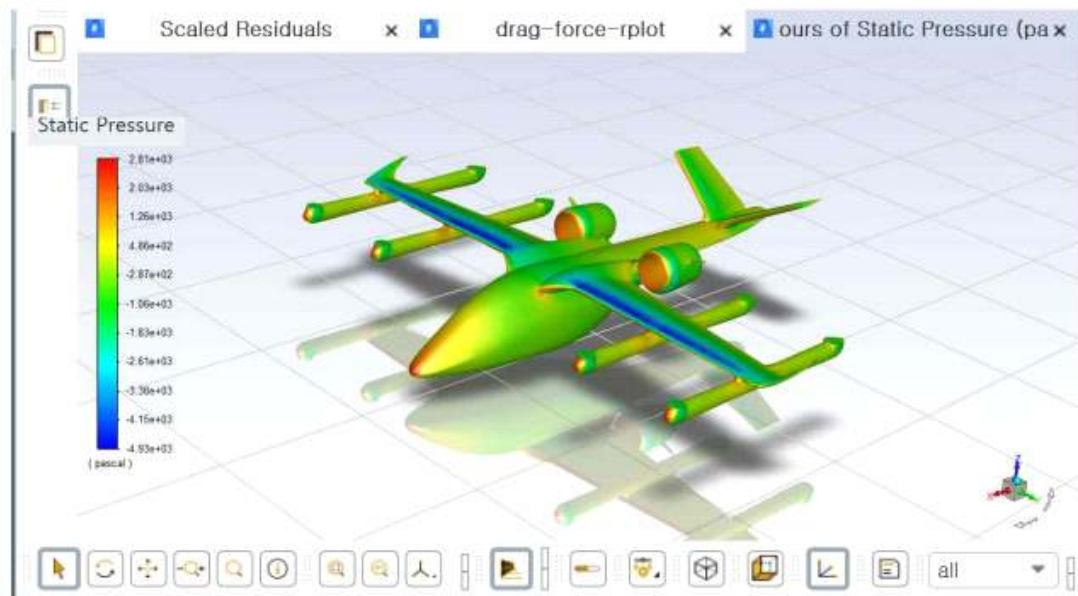 Scaled Residuals
drag-force-rplot
ours of Static Pressure (pa
Static Pressure
2.81e+03
2.03e+03
1.26e+03
4.86e+02
-2.87e+02
-1.06e+03
-1.83e+03
-2.61e+03
-3.38e+03
-4.15e+03
-4.93e+03
( pascal )
Z
all